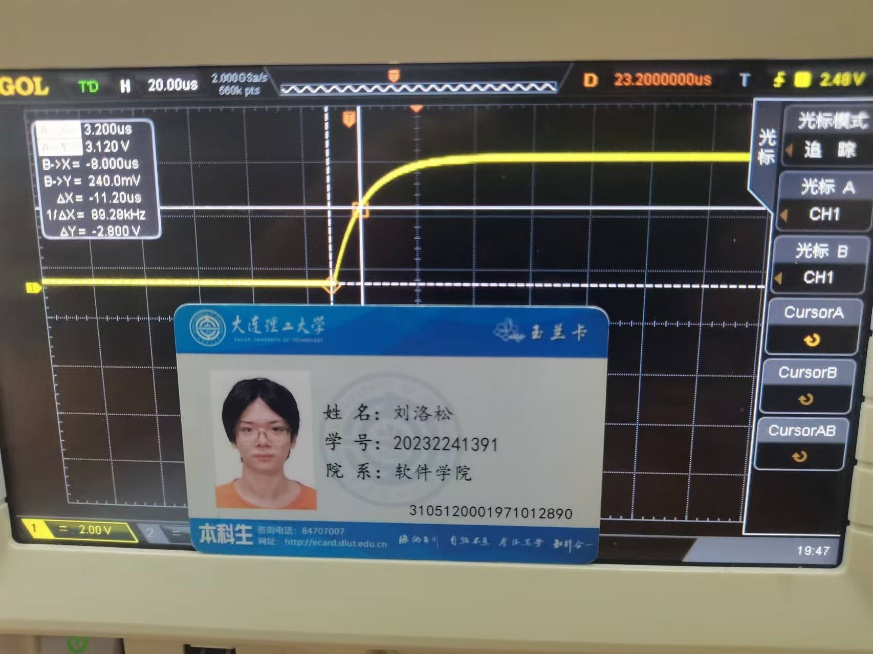 GOL T'D H 20.00us 2.000GSa/s 560k pts D 23.2000000us T 2.48V
3.200us
3.120 V
B->X= -8.000us
B->Y= 240.0mV
ΔX= -11.20us
1/ΔX= 89.28kHz
ΔY= -2.800 V
光标
光标模式
追 踪
光标 A
CH1
光标 B
CH1
CursorA
CursorB
CursorAB
大连理工大学
DALIAN UNIVERSITY OF TECHNOLOGY
玉兰卡
姓 名: 刘洛松
学 号: 20232241391
院 系: 软件学院
3105120001971012890
本科生
咨询电话: 84707007
网址: http://ecard.dlut.edu.cn
海纳百川 自强不息 厚德笃学 知行合一
1 = 2.00 V
2 =
19:47